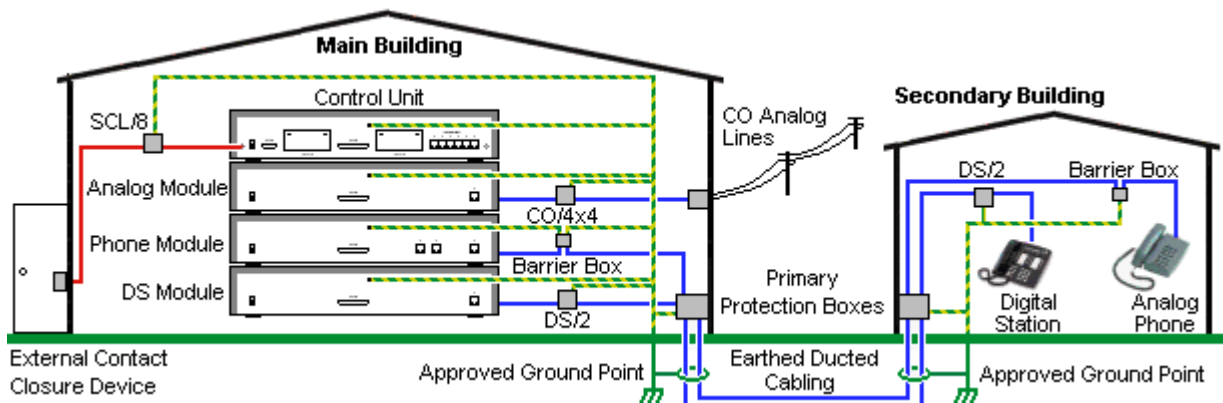 Main Building
Control Unit
SCL/8
Analog Module
Phone Module
DS Module
CO/4x4
Barrier Box
DS/2
CO Analog
Lines
Primary
Protection Boxes
Secondary Building
DS/2
Barrier Box
Digital
Station
Analog
Phone
External Contact
Closure Device
Approved Ground Point
Earthed Ducted
Cabling
Approved Ground Point